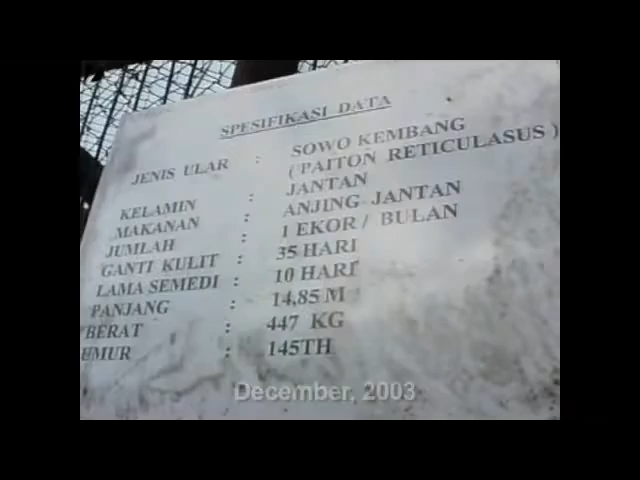 SPESIFIKASI DATA
JENIS ULAR : SOWO KEMBANG
( 'PAITON RETICULASUS )
KELAMIN : JANTAN
MAKANAN : ANJING JANTAN
JUMLAH : 1 EKOR / BULAN
GANTI KULIT : 35 HARI
LAMA SEMEDI : 10 HARI
PANJANG : 14,85 M
BERAT : 447 KG
UMUR : 145TH
December, 2003